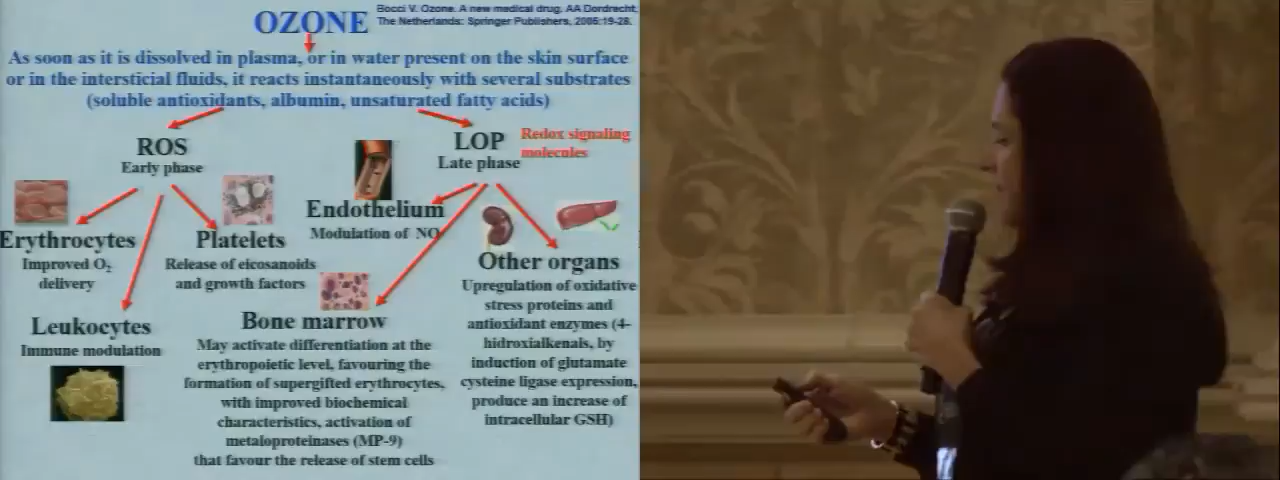 OZONE
Bocci V. Ozone. A new medical drug, AA Dordrecht,
The Netherlands: Springer Publishers, 2005:19-28.
As soon as it is dissolved in plasma, or in water present on the skin surface
or in the intersticial fluids, it reacts instantaneously with several substrates
(soluble antioxidants, albumin, unsaturated fatty acids)
ROS
Early phase
LOP
Late phase
Redox signaling
molecules
Erythrocytes
Improved O₂
delivery
Platelets
Release of eicosanoids
and growth factors
Endothelium
Modulation of NO
Other organs
Upregulation of oxidative
stress proteins and
antioxidant enzymes (4-
hidroxialkenals, by
induction of glutamate
cysteine ligase expression,
produce an increase of
intracellular GSH)
Leukocytes
Immune modulation
Bone marrow
May activate differentiation at the
erythropoietic level, favouring the
formation of supergifted erythrocytes,
with improved biochemical
characteristics, activation of
metaloproteinases (MP-9)
that favour the release of stem cells